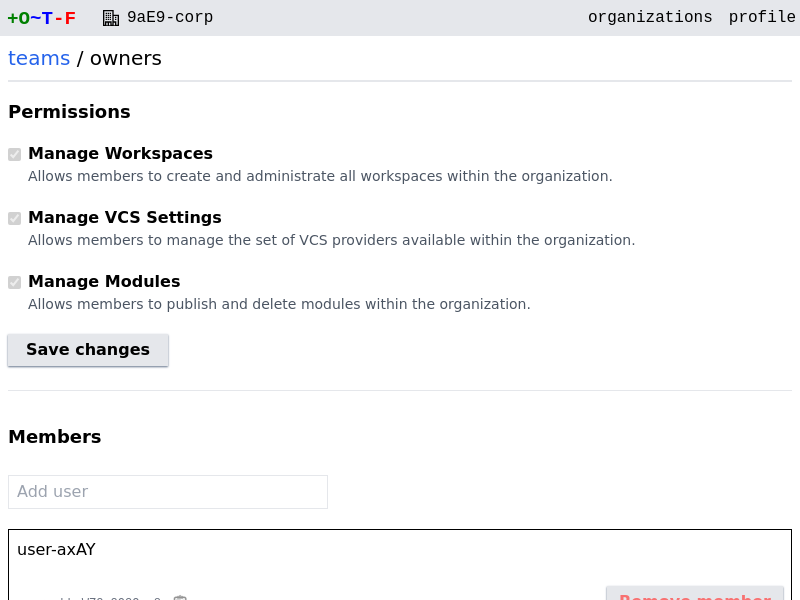 +O~T-F 9aE9-corp organizations profile
teams / owners
Permissions
Manage Workspaces
Allows members to create and administrate all workspaces within the organization.
Manage VCS Settings
Allows members to manage the set of VCS providers available within the organization.
Manage Modules
Allows members to publish and delete modules within the organization.
Save changes
Members
Add user
user-axAY
Remove member